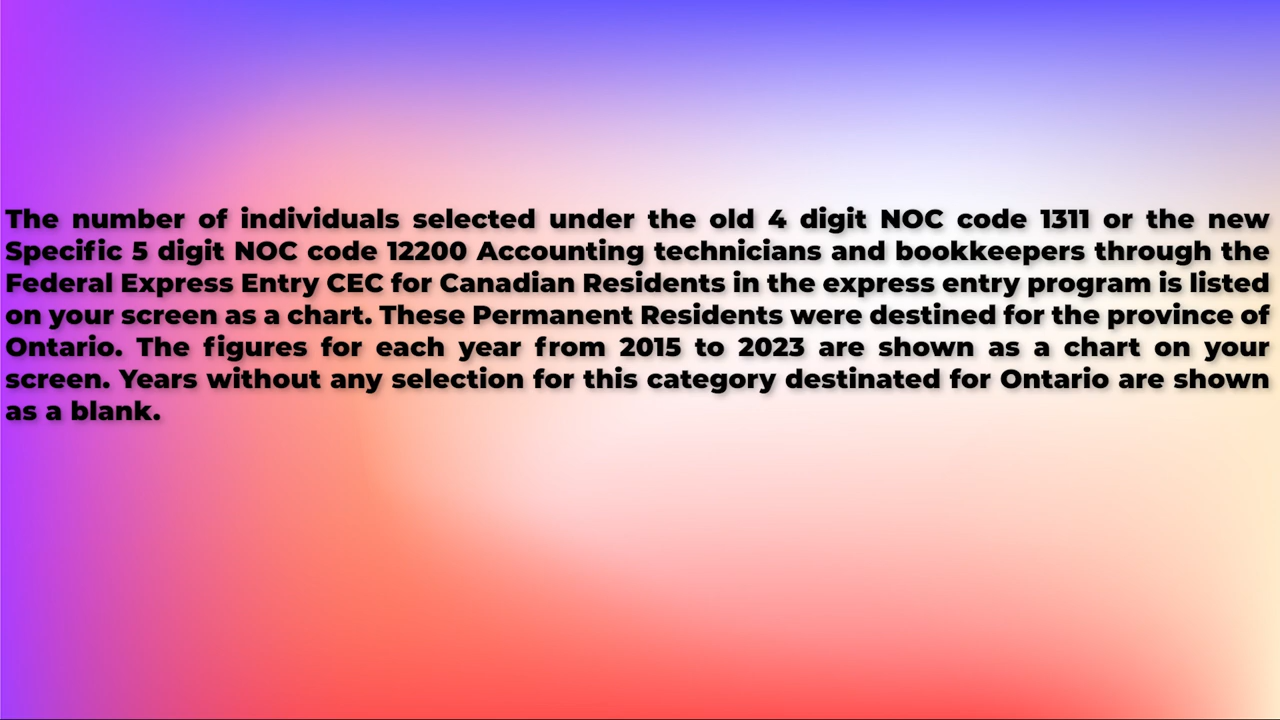 The number of individuals selected under the old 4 digit NOC code 1311 or the new
Specific 5 digit NOC code 12200 Accounting technicians and bookkeepers through the
Federal Express Entry CEC for Canadian Residents in the express entry program is listed
on your screen as a chart. These Permanent Residents were destined for the province of
Ontario. The figures for each year from 2015 to 2023 are shown as a chart on your
screen. Years without any selection for this category destinated for Ontario are shown
as a blank.